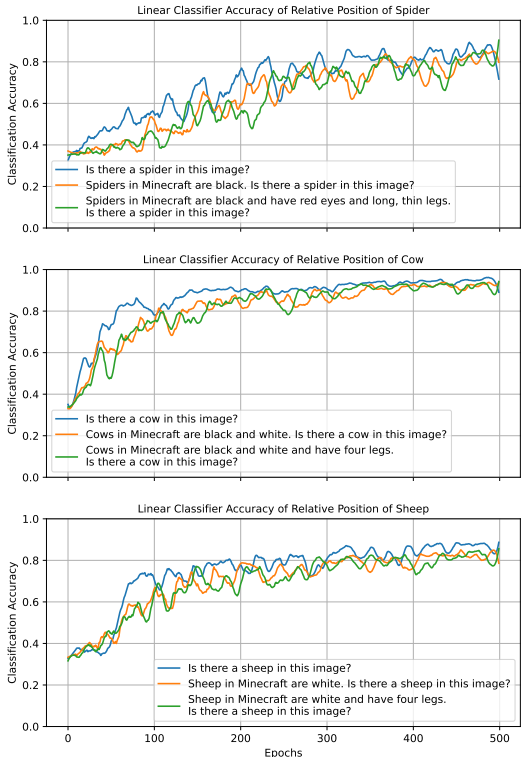 Linear Classifier Accuracy of Relative Position of Spider
1.0
0.8
0.6
0.4
0.2
0.0
Classification Accuracy
Is there a spider in this image?
Spiders in Minecraft are black. Is there a spider in this image?
Spiders in Minecraft are black and have red eyes and long, thin legs.
Is there a spider in this image?
Linear Classifier Accuracy of Relative Position of Cow
1.0
0.8
0.6
0.4
0.2
0.0
Classification Accuracy
Is there a cow in this image?
Cows in Minecraft are black and white. Is there a cow in this image?
Cows in Minecraft are black and white and have four legs.
Is there a cow in this image?
Linear Classifier Accuracy of Relative Position of Sheep
1.0
0.8
0.6
0.4
0.2
0.0
Classification Accuracy
Is there a sheep in this image?
Sheep in Minecraft are white. Is there a sheep in this image?
Sheep in Minecraft are white and have four legs.
Is there a sheep in this image?
0 100 200 300 400 500
Epochs